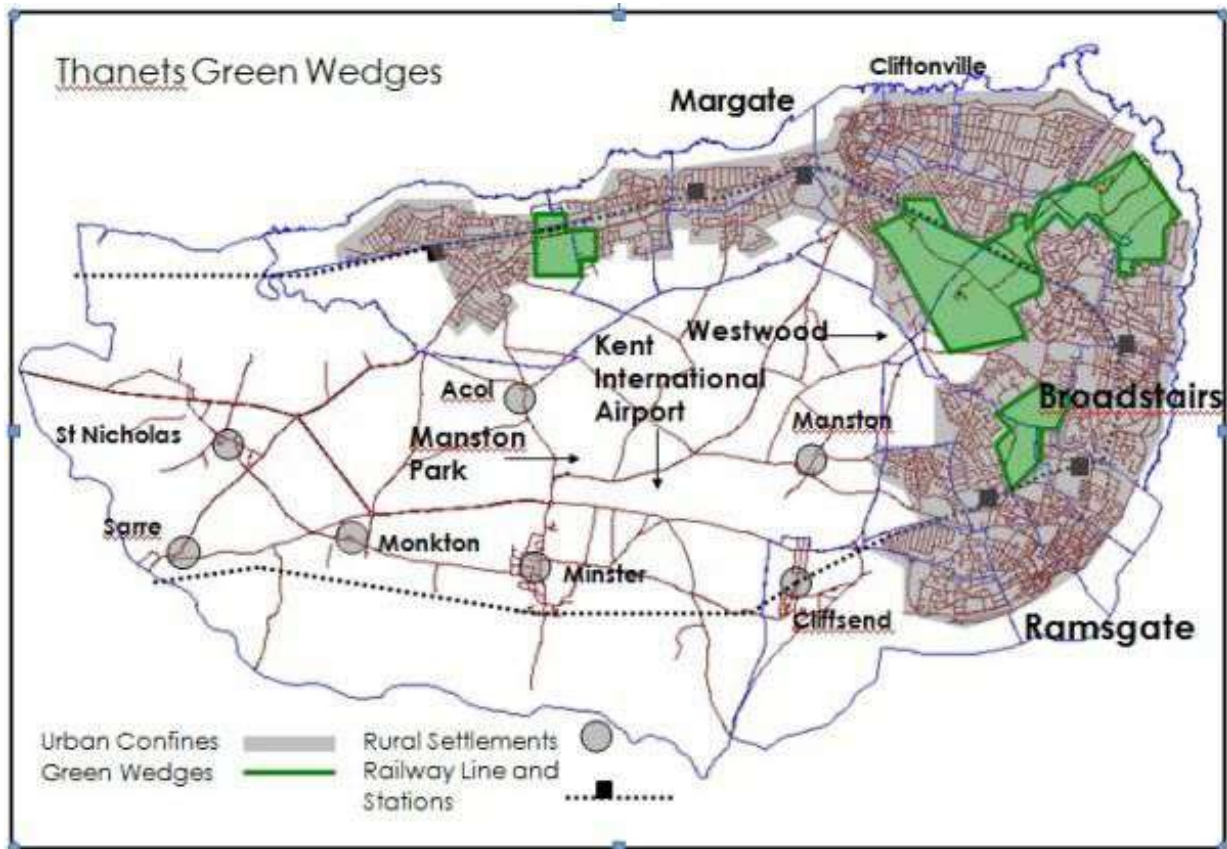 Thanets Green Wedges
Cliftonville
Margate
Westwood
Kent
International
Airport
Acol
Broadstairs
Manston
St Nicholas
Manston
Park
Sarre
Monkton
Minster
Cliffsend
Ramsgate
Urban Confines
Green Wedges
Rural Settlements
Railway Line and
Stations